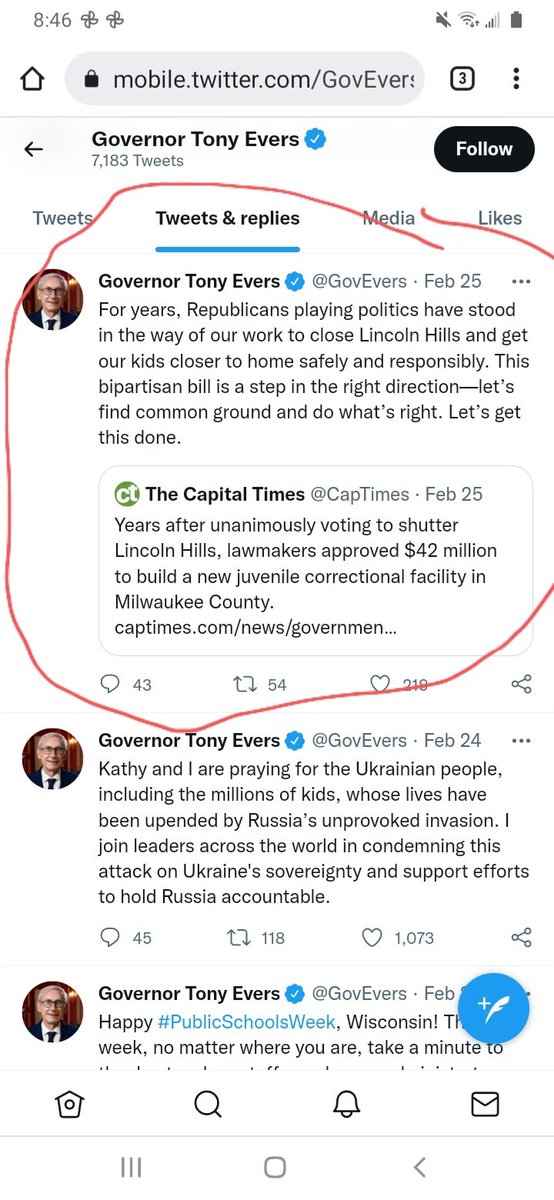 8:46
mobile.twitter.com/GovEvers
3
Governor Tony Evers
7,183 Tweets
Follow
Tweets
Tweets & replies
Media
Likes
Governor Tony Evers @GovEvers · Feb 25
For years, Republicans playing politics have stood
in the way of our work to close Lincoln Hills and get
our kids closer to home safely and responsibly. This
bipartisan bill is a step in the right direction—let's
find common ground and do what's right. Let's get
this done.
ct The Capital Times @CapTimes · Feb 25
Years after unanimously voting to shutter
Lincoln Hills, lawmakers approved $42 million
to build a new juvenile correctional facility in
Milwaukee County.
captimes.com/news/governmen...
43 54 219
Governor Tony Evers @GovEvers · Feb 24
Kathy and I are praying for the Ukrainian people,
including the millions of kids, whose lives have
been upended by Russia's unprovoked invasion. I
join leaders across the world in condemning this
attack on Ukraine's sovereignty and support efforts
to hold Russia accountable.
45 118 1,073
Governor Tony Evers @GovEvers · Feb
Happy #PublicSchoolsWeek, Wisconsin!
week, no matter where you are, take a minute to